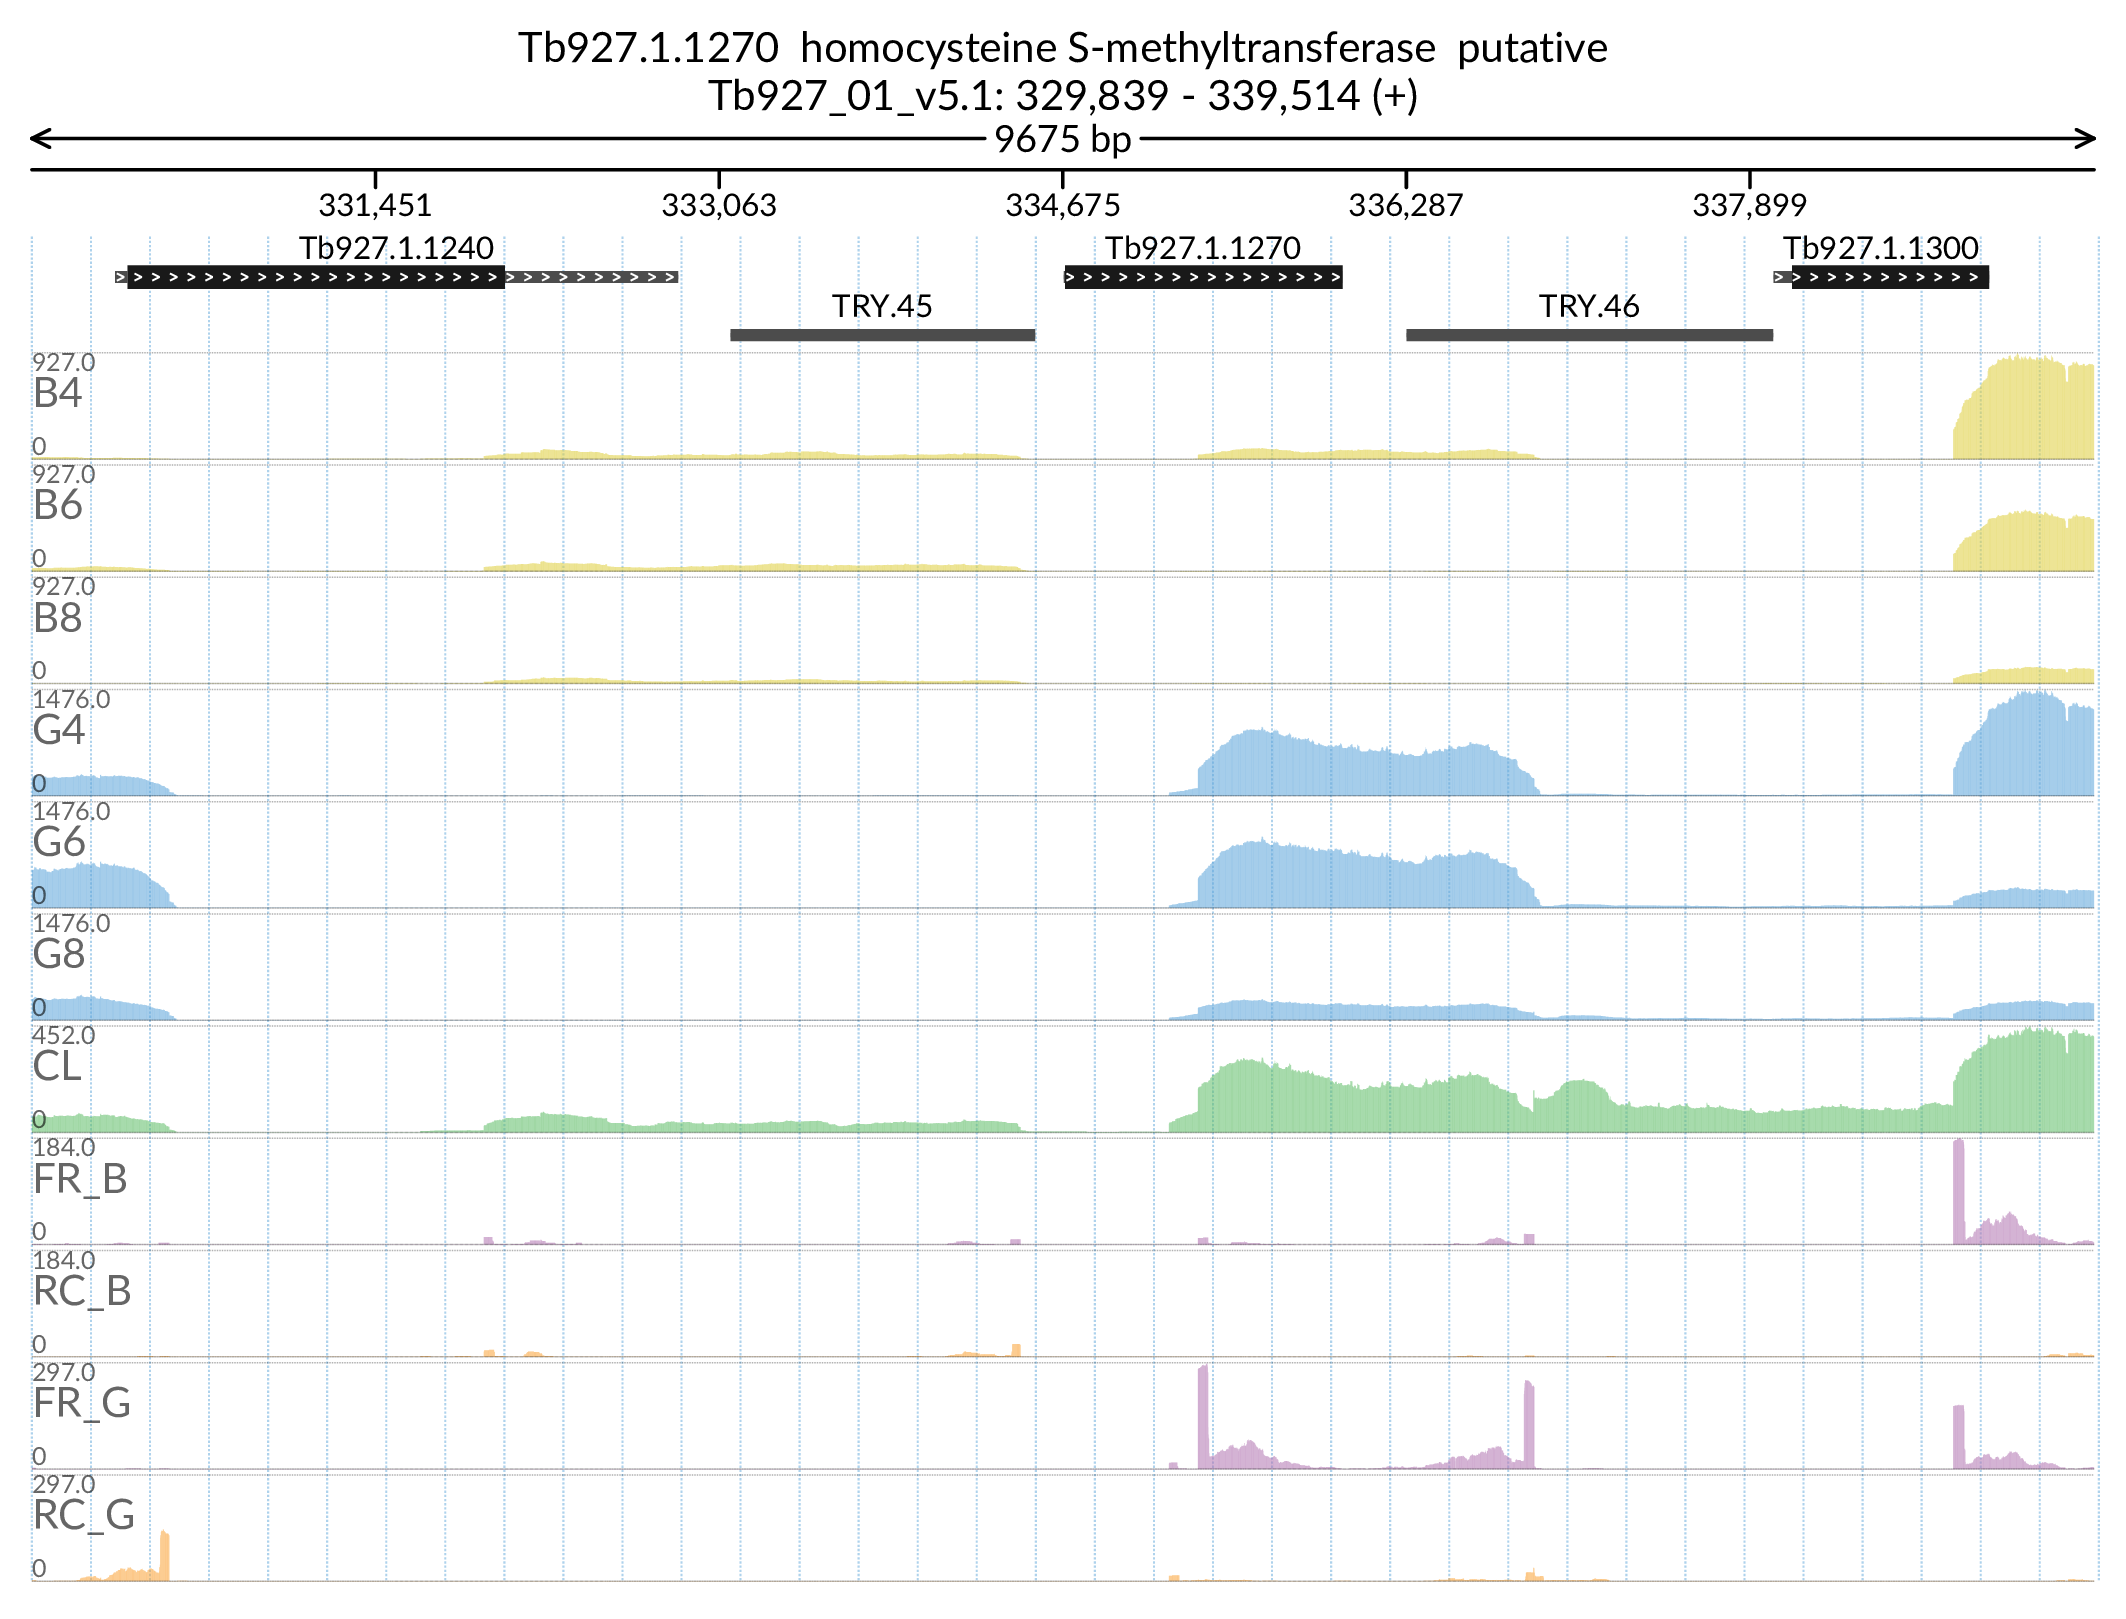 Tb927.1.1270  homocysteine S-methyltransferase  putative
Tb927_01_v5.1: 329,839 - 339,514 (+)
9675 bp
331,451 333,063 334,675 336,287 337,899
Tb927.1.1240 Tb927.1.1270 Tb927.1.1300
TRY.45 TRY.46
927.0
B4
0
927.0
B6
0
927.0
B8
0
1476.0
G4
0
1476.0
G6
0
1476.0
G8
0
452.0
CL
0
184.0
FR_B
0
184.0
RC_B
0
297.0
FR_G
0
297.0
RC_G
0